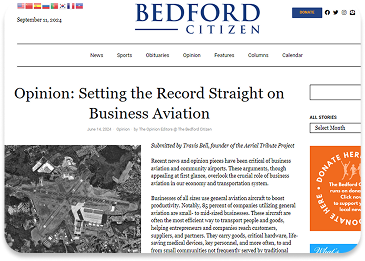 September 11, 2024
BEDFORD
CITIZEN
DONATE
News Sports Obituaries Opinion Features Columns Calendar
Opinion: Setting the Record Straight on
Business Aviation
June 19, 2024 Opinion by The Opinion Editors @ The Bedford Citizen
Submitted by Travis Bell, founder of the Aerial Tribute Project
Recent news and opinion pieces have been critical of business
aviation and community airports. These arguments, though
appealing at first glance, overlook the crucial role of business
aviation in our economy and transportation system.
Businesses of all sizes use general aviation aircraft to boost
productivity. Notably, 85 percent of companies utilizing general
aviation are small- to mid-sized businesses. These aircraft are
often the most efficient way to transport people and goods,
helping entrepreneurs and companies reach customers,
suppliers, and partners. They carry goods, critical hardware, life-
saving medical devices, key personnel, and more often, to and
from small communities not frequently served by traditional
ALL STORIES
Select Month
DONATE HERE
The Bedford Ci
runs on donat
Click now
to support y
local news
What's